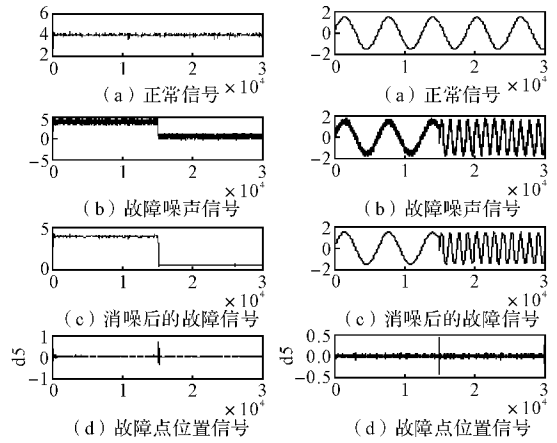 6
4
2
0 1 2 3
×10⁴
(a) 正常信号
5
0
−5
0 1 2 3
×10⁴
(b) 故障噪声信号
5
0
0 1 2 3
×10⁴
(c) 消噪后的故障信号
d5
1
0
−1
0 1 2 3
×10⁴
(d) 故障点位置信号
2
0
−2
0 1 2 3
×10⁴
(a) 正常信号
2
0
−2
0 1 2 3
×10⁴
(b) 故障噪声信号
2
0
−2
0 1 2 3
×10⁴
(c) 消噪后的故障信号
d5
0.5
0.0
−0.5
0 1 2 3
×10⁴
(d) 故障点位置信号